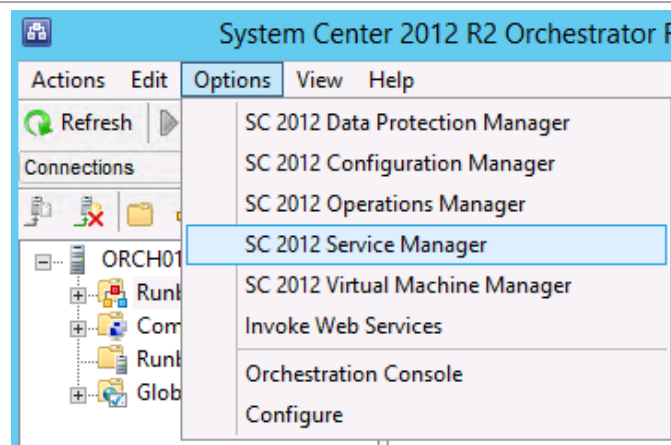 System Center 2012 R2 Orchestrator
Actions Edit Options View Help
Refresh
SC 2012 Data Protection Manager
Connections
SC 2012 Configuration Manager
SC 2012 Operations Manager
SC 2012 Service Manager
ORCH01
SC 2012 Virtual Machine Manager
Invoke Web Services
Orchestration Console
Configure